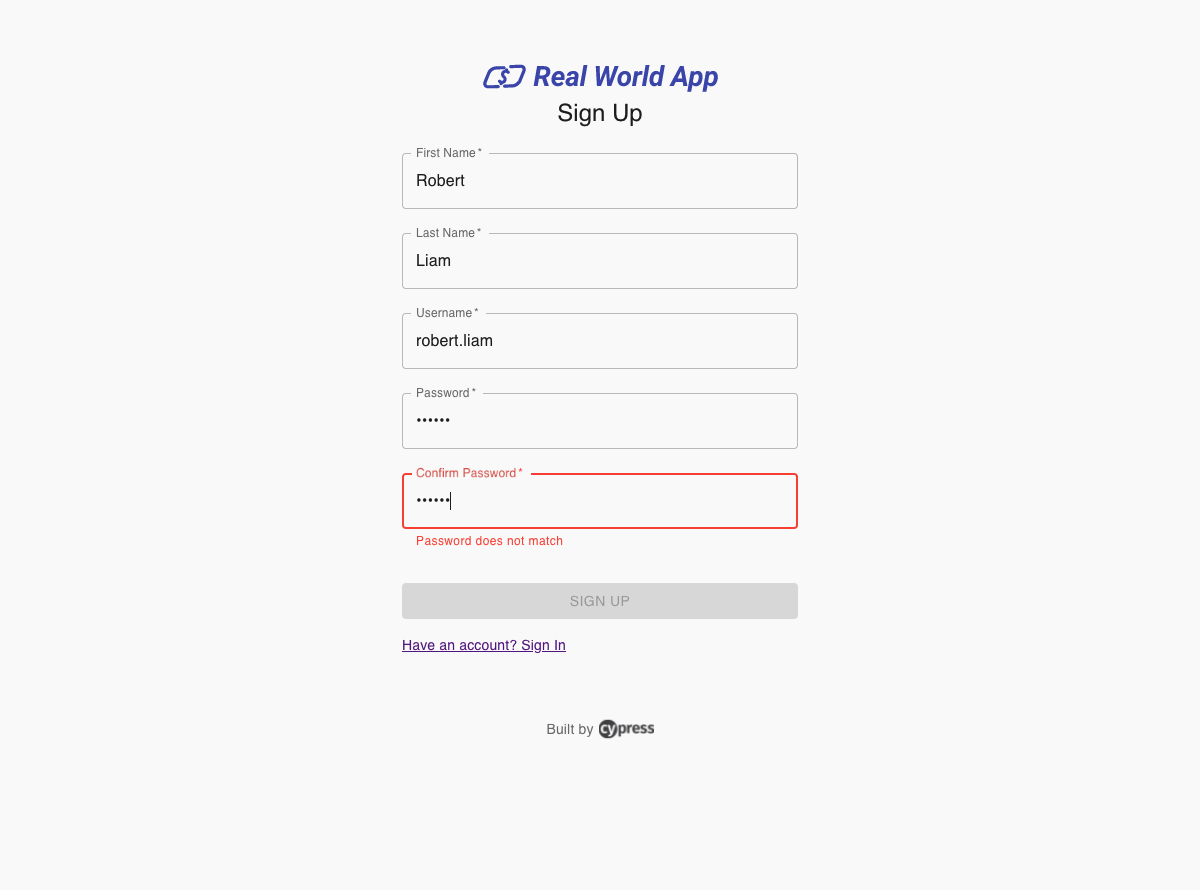 Real World App
Sign Up
First Name *
Robert
Last Name *
Liam
Username *
robert.liam
Password *
••••••
Confirm Password *
••••••
Password does not match
SIGN UP
Have an account? Sign In
Built by cypress